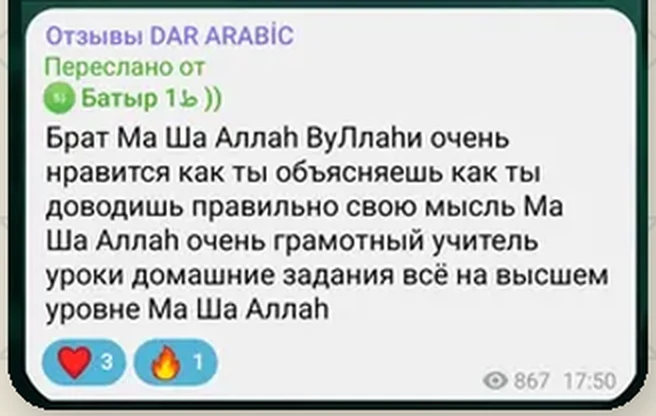 Отзывы DAR ARABİC
Переслано от
Батыр 1ط ))
Брат Ма Ша Аллаh ВуЛлаhи очень
нравится как ты объясняешь как ты
доводишь правильно свою мысль Ма
Ша Аллаh очень грамотный учитель
уроки домашние задания всё на высшем
уровне Ма Ша Аллаh
❤️ 3 🔥 1
867 17:50